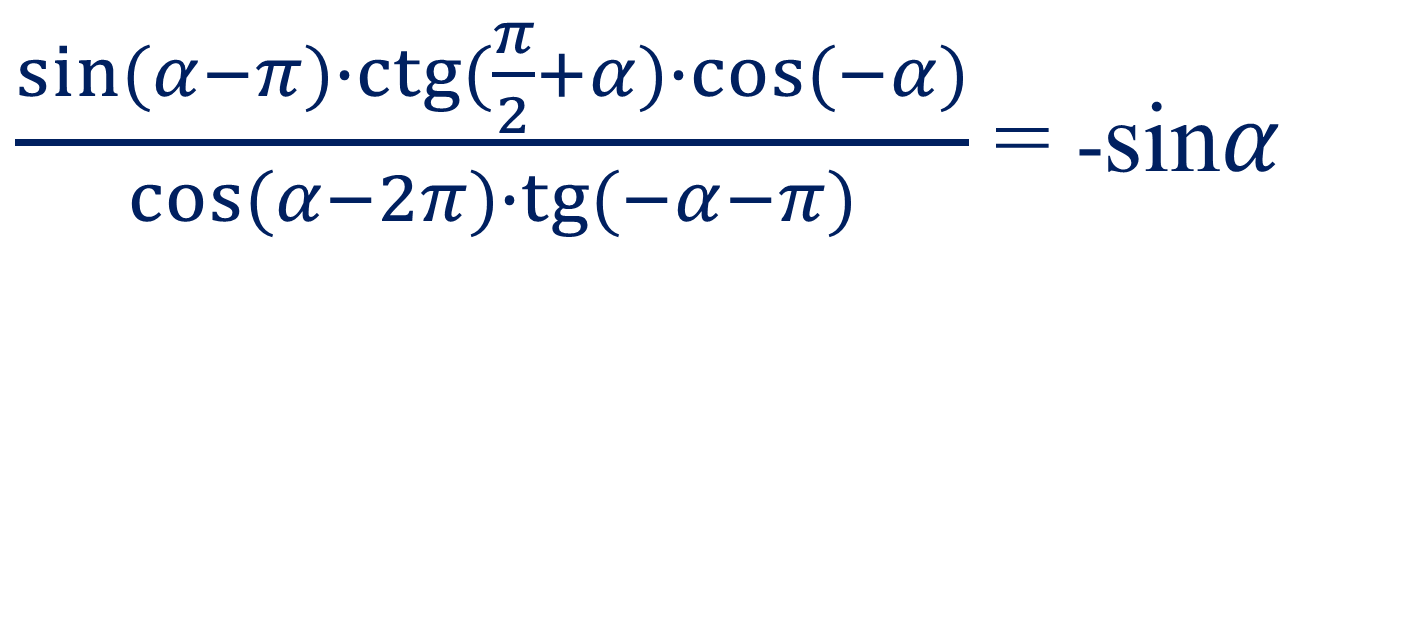 sin(𝛼−𝜋)·ctg(𝜋/2+𝛼)·cos(−𝛼)
cos(𝛼−2𝜋)·tg(−𝛼−𝜋)
= -sin𝛼